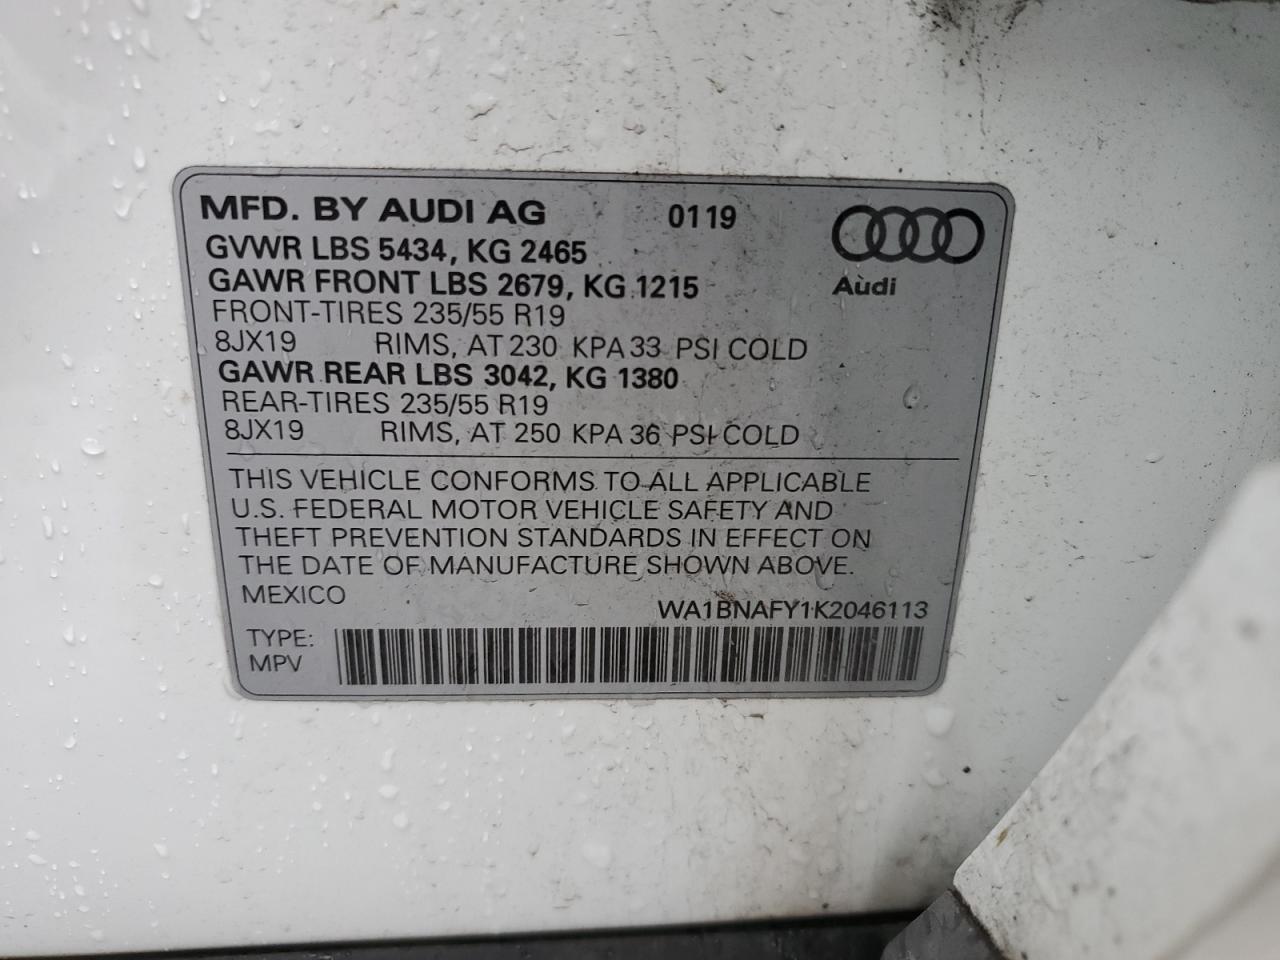 MFD. BY AUDI AG 0119
GVWR LBS 5434, KG 2465
GAWR FRONT LBS 2679, KG 1215
Audi
FRONT-TIRES 235/55 R19
8JX19 RIMS, AT 230 KPA 33 PSI COLD
GAWR REAR LBS 3042, KG 1380
REAR-TIRES 235/55 R19
8JX19 RIMS, AT 250 KPA 36 PSI COLD
THIS VEHICLE CONFORMS TO ALL APPLICABLE
U.S. FEDERAL MOTOR VEHICLE SAFETY AND
THEFT PREVENTION STANDARDS IN EFFECT ON
THE DATE OF MANUFACTURE SHOWN ABOVE.
MEXICO WA1BNAFY1K2046113
TYPE:
MPV